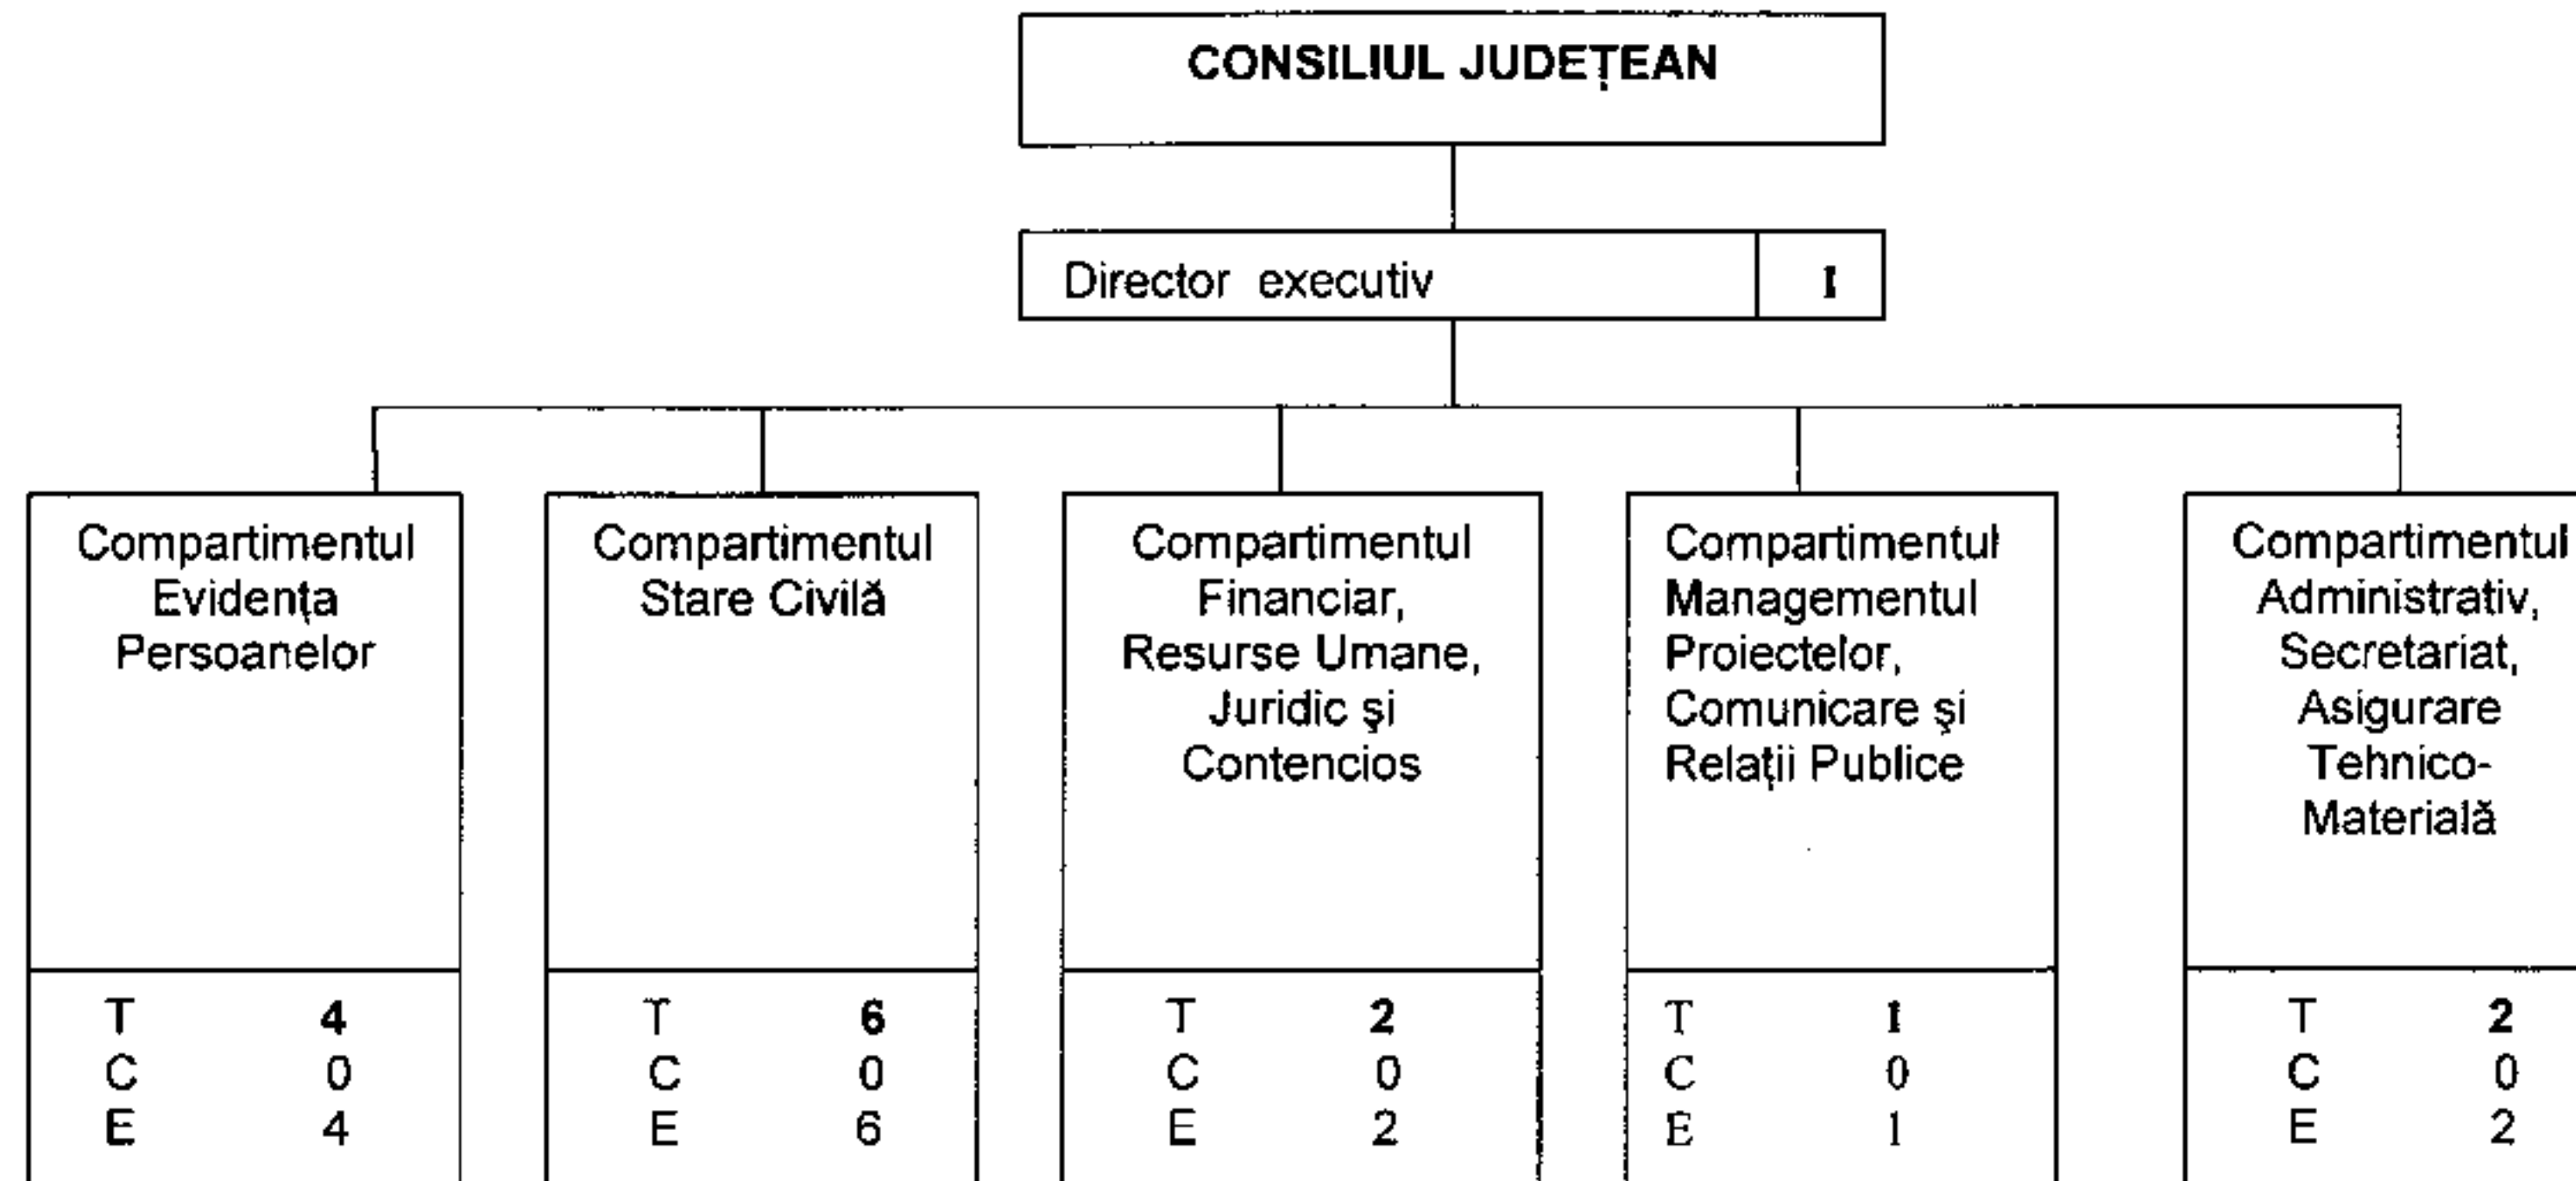 CONSILIUL JUDEȚEAN
Director executiv 1
Compartimentul
Evidența
Persoanelor
T 4
C 0
E 4
Compartimentul
Stare Civilă
T 6
C 0
E 6
Compartimentul
Financiar,
Resurse Umane,
Juridic și
Contencios
T 2
C 0
E 2
Compartimentul
Managementul
Proiectelor,
Comunicare și
Relații Publice
T 1
C 0
E 1
Compartimentul
Administrativ,
Secretariat,
Asigurare
Tehnico-
Materială
T 2
C 0
E 2